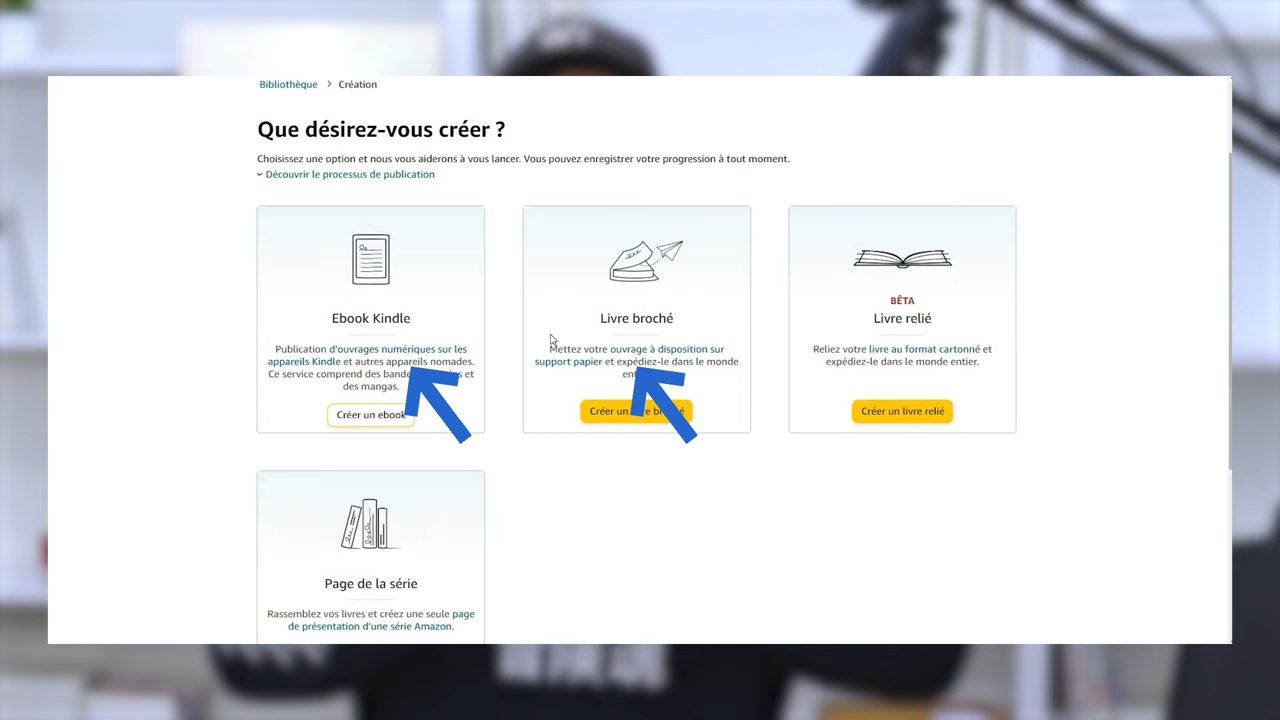 Bibliothèque > Création
Que désirez-vous créer ?
Choisissez une option et nous vous aiderons à vous lancer. Vous pouvez enregistrer votre progression à tout moment.
Découvrir le processus de publication
Ebook Kindle
Publication d'ouvrages numériques sur les
appareils Kindle et autres appareils nomades.
Ce service comprend des et
des mangas.
Créer un ebook
Livre broché
Mettez votre ouvrage à disposition sur
support papier et expédiez-le dans le monde
Créer un
BÊTA
Livre relié
Reliez votre livre au format cartonné et
expédiez-le dans le monde entier.
Créer un livre relié
Page de la série
Rassemblez vos livres et créez une seule page
de présentation d'une série Amazon.